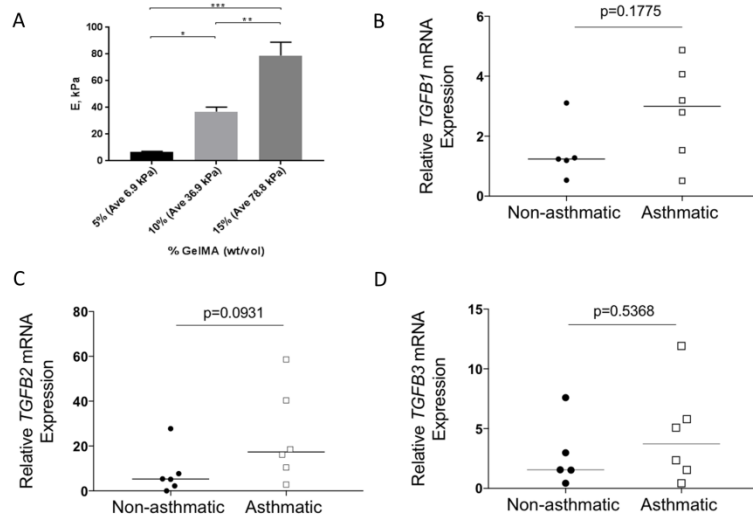 A
***
*
**
E, kPa
100
80
60
40
20
0
5% (Ave 6.9 kPa)
10% (Ave 36.9 kPa)
15% (Ave 78.8 kPa)
% GelMA (wt/vol)
B
p=0.1775
Relative TGFB1 mRNA
Expression
6
4
2
0
Non-asthmatic
Asthmatic
C
p=0.0931
Relative TGFB2 mRNA
Expression
80
60
40
20
0
Non-asthmatic
Asthmatic
D
p=0.5368
Relative TGFB3 mRNA
Expression
15
10
5
0
Non-asthmatic
Asthmatic